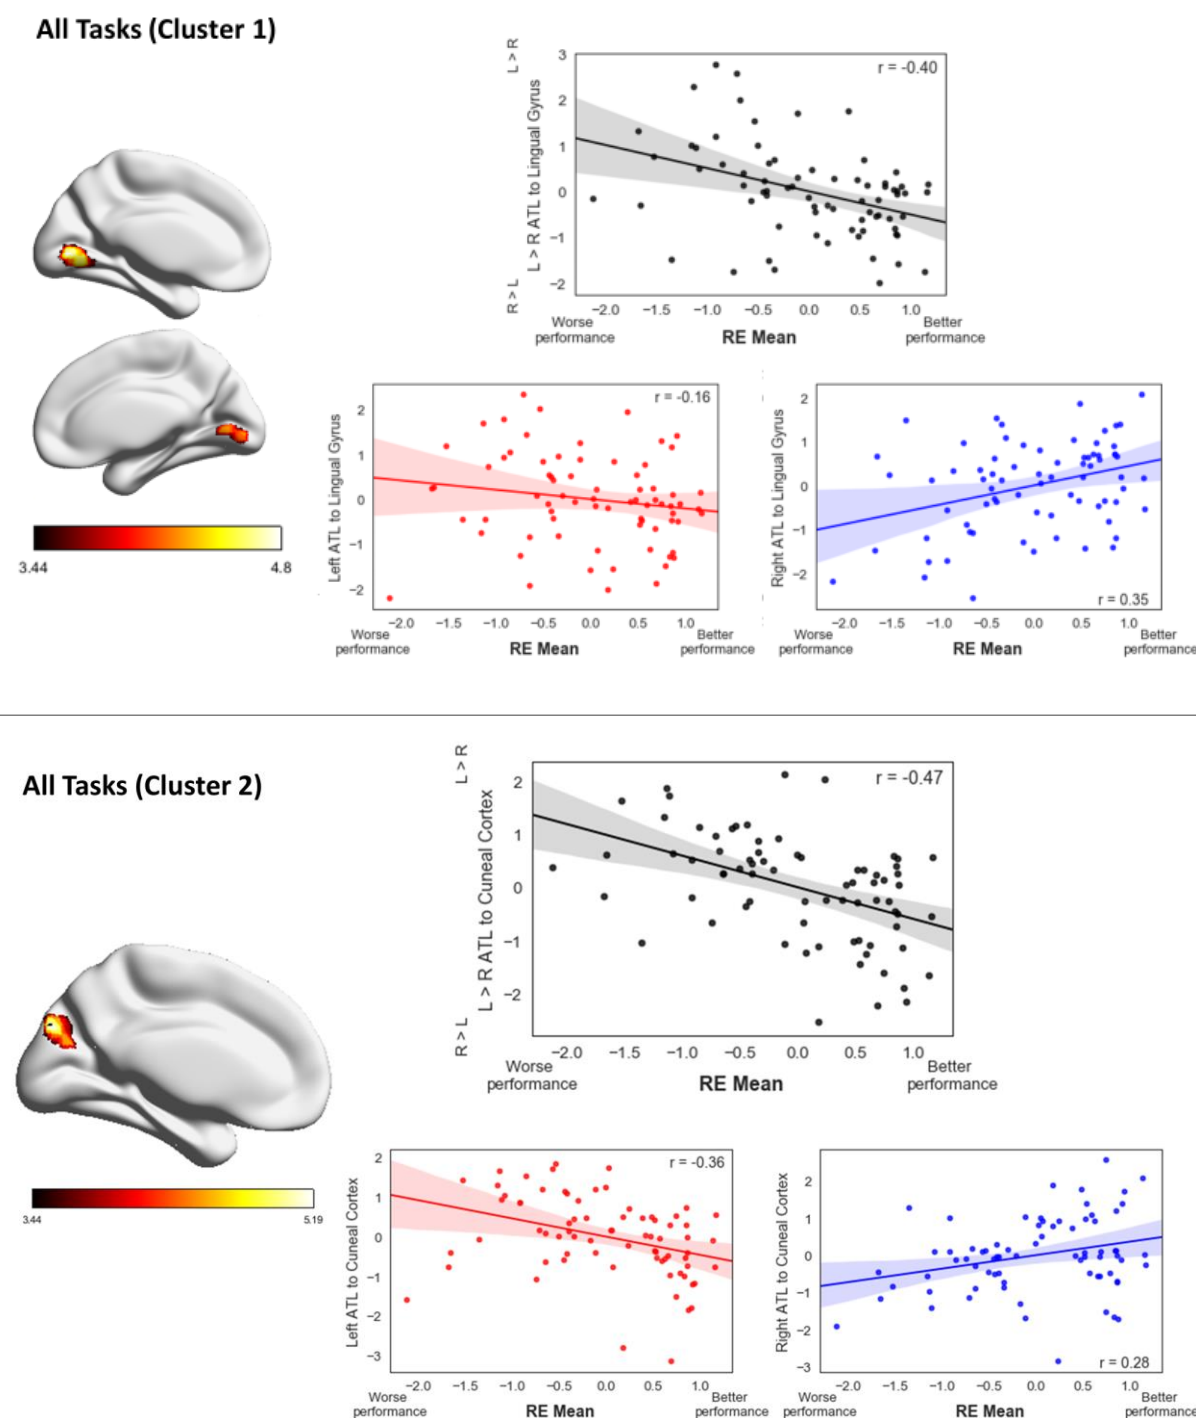 All Tasks (Cluster 1)
L > R
L > R ATL to Lingual Gyrus
R > L
3
2
1
0
−1
−2
r = -0.40
−2.0 −1.5 −1.0 −0.5 0.0 0.5 1.0
Worse performance
RE Mean
Better performance
3.44 4.8
Left ATL to Lingual Gyrus
2
1
0
−1
−2
r = -0.16
−2.0 −1.5 −1.0 −0.5 0.0 0.5 1.0
Worse performance
RE Mean
Better performance
Right ATL to Lingual Gyrus
2
1
0
−1
−2
r = 0.35
−2.0 −1.5 −1.0 −0.5 0.0 0.5 1.0
Worse performance
RE Mean
Better performance
All Tasks (Cluster 2)
L > R
L > R ATL to Cuneal Cortex
R > L
2
1
0
−1
−2
r = -0.47
−2.0 −1.5 −1.0 −0.5 0.0 0.5 1.0
Worse performance
RE Mean
Better performance
3.44 5.19
Left ATL to Cuneal Cortex
2
1
0
−1
−2
−3
r = -0.36
−2.0 −1.5 −1.0 −0.5 0.0 0.5 1.0
Worse performance
RE Mean
Better performance
Right ATL to Cuneal Cortex
2
1
0
−1
−2
−3
r = 0.28
−2.0 −1.5 −1.0 −0.5 0.0 0.5 1.0
Worse performance
RE Mean
Better performance